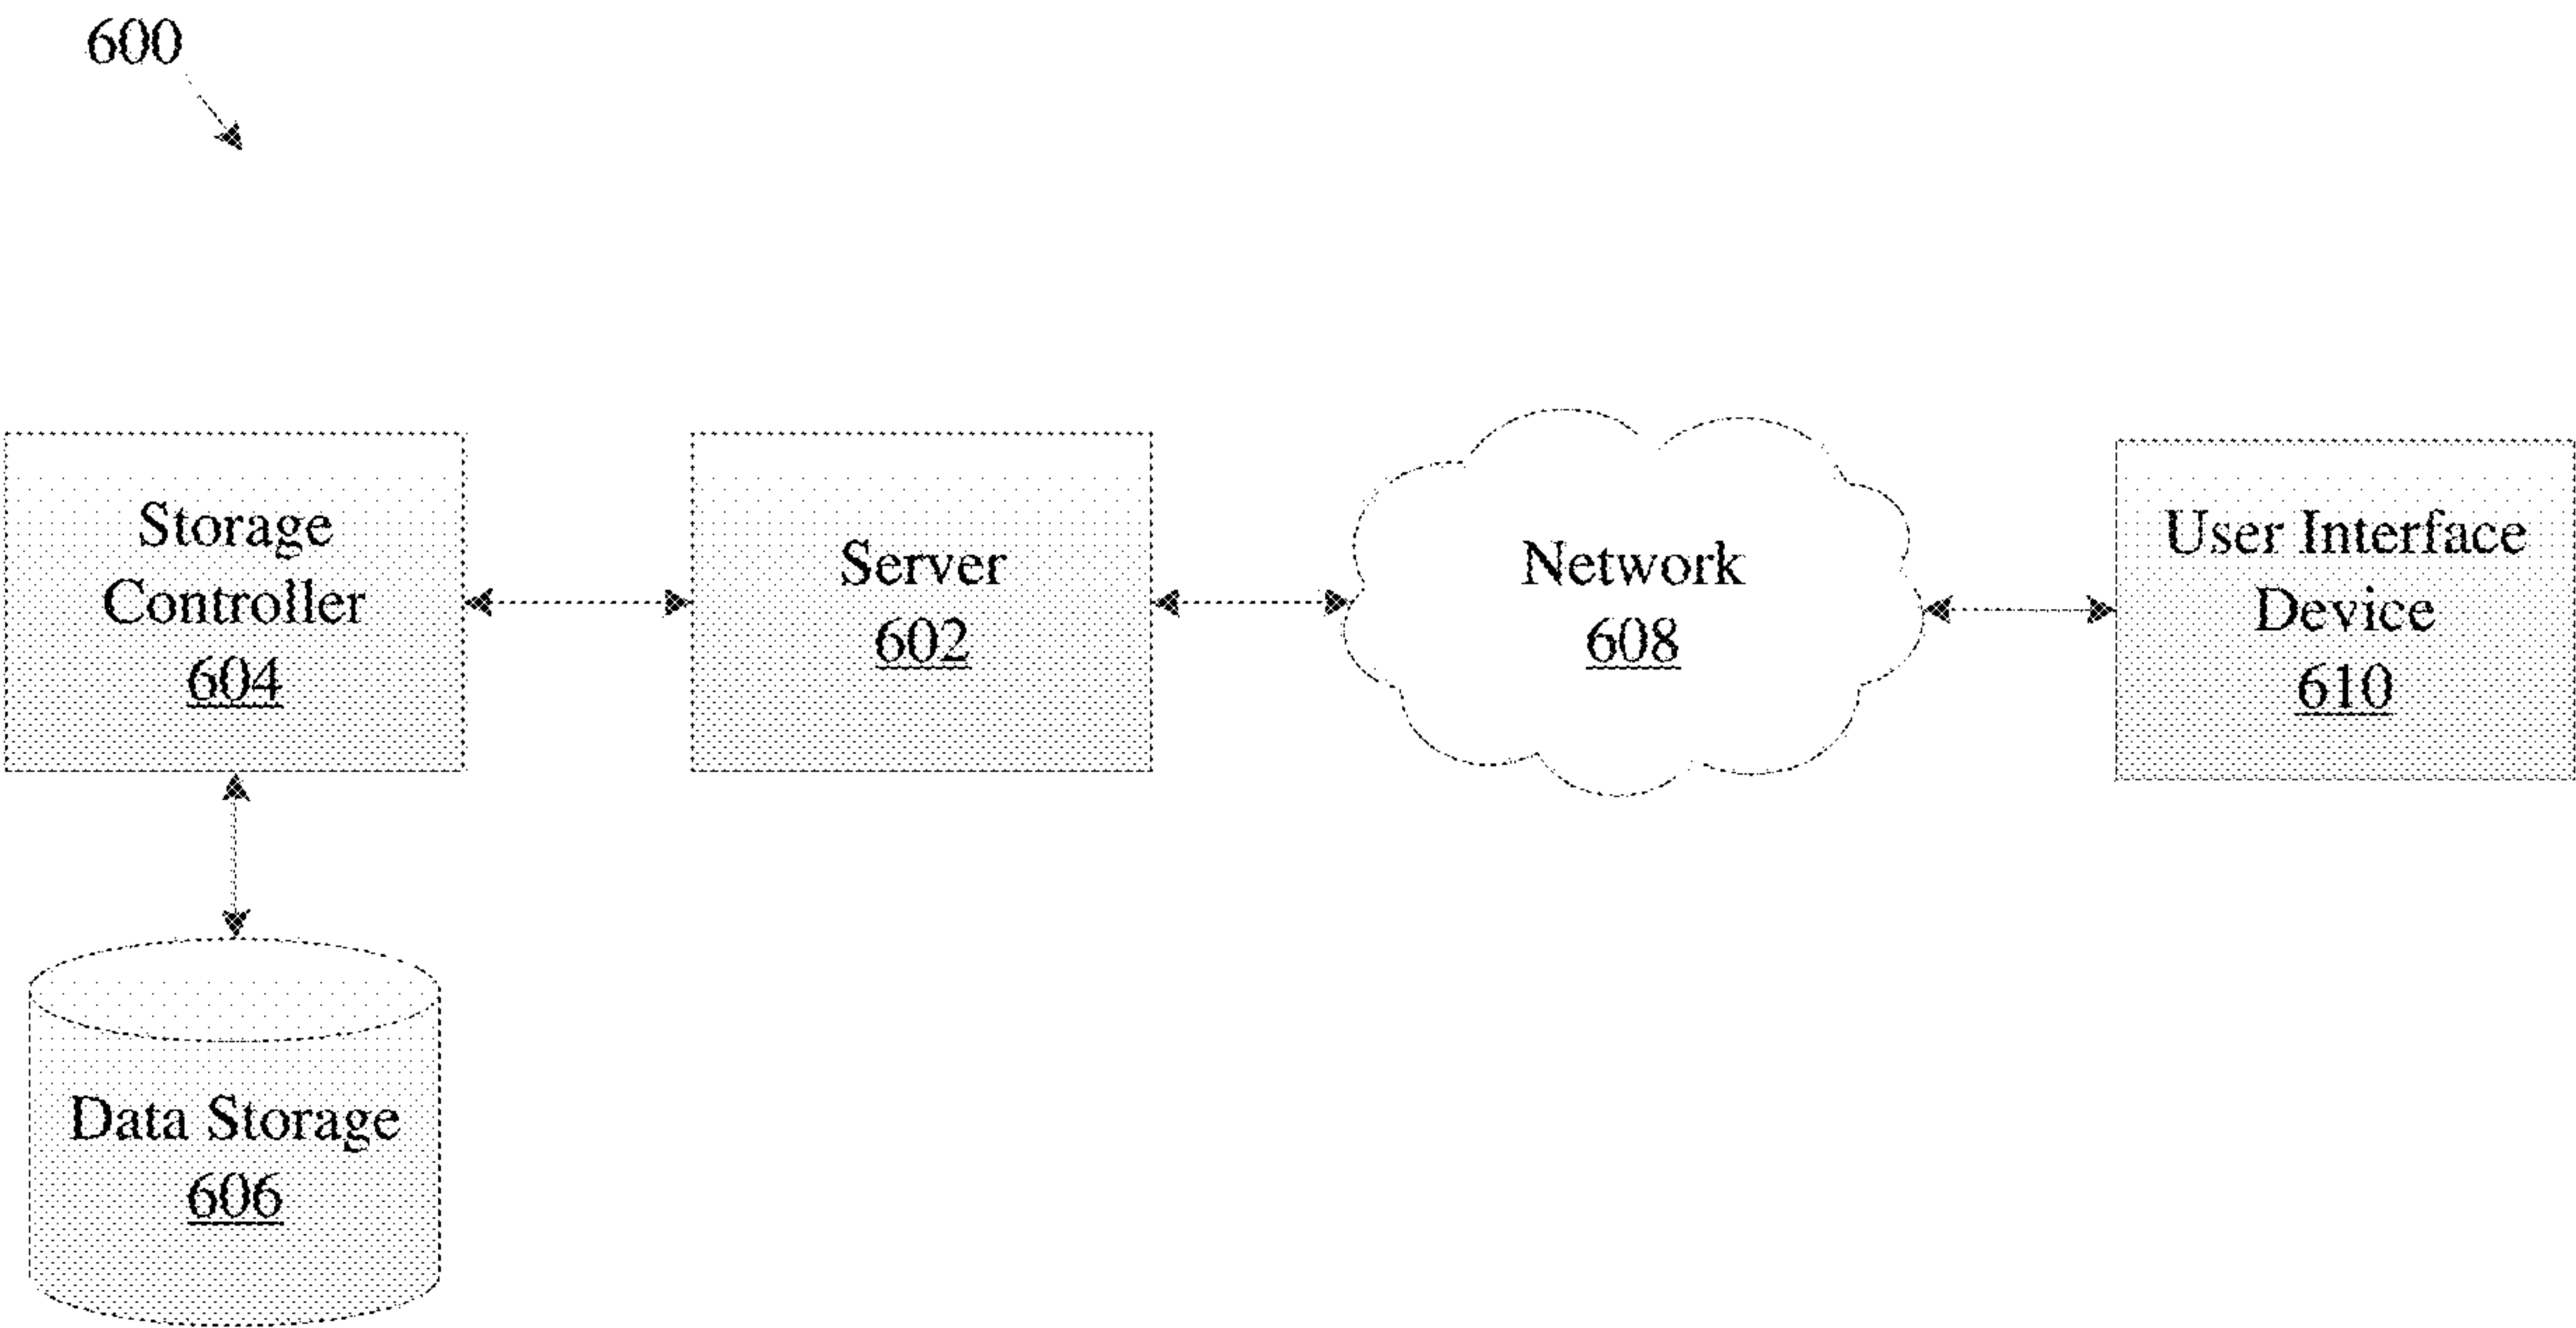 600
Storage
Controller
604
Server
602
Network
608
User Interface
Device
610
Data Storage
606